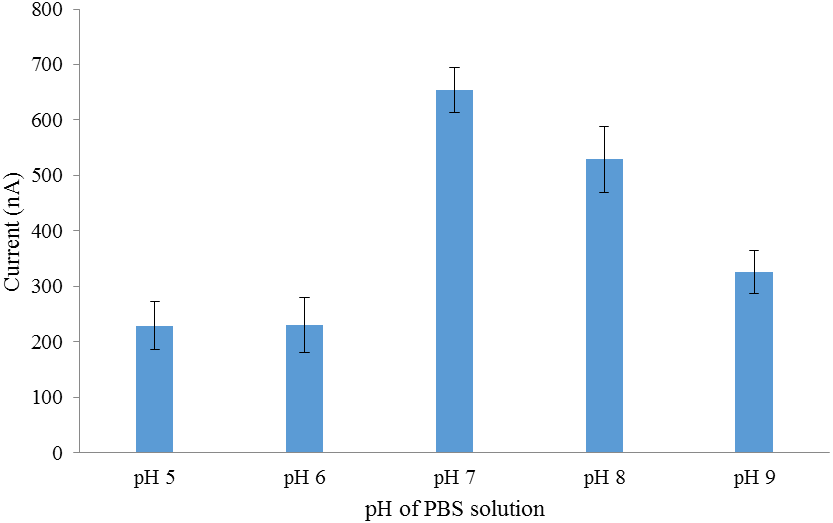 800
700
600
500
400
300
200
100
0
Current (nA)
pH 5
pH 6
pH 7
pH 8
pH 9
pH of PBS solution